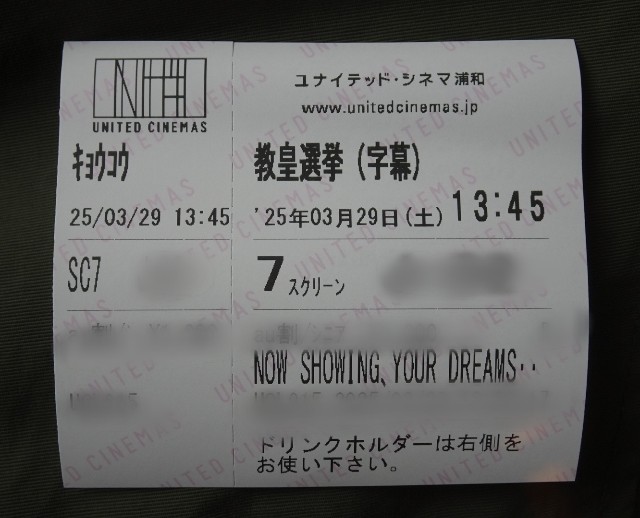 UNITED CINEMAS
ｷｮｳｺｳ
25/03/29 13:45
SC7
ユナイテッド・シネマ浦和
www.unitedcinemas.jp
教皇選挙 (字幕)
'25年03月29日(土) 13:45
7 スクリーン
NOW SHOWING、YOUR DREAMS‥
ドリンクホルダーは右側を
お使い下さい。